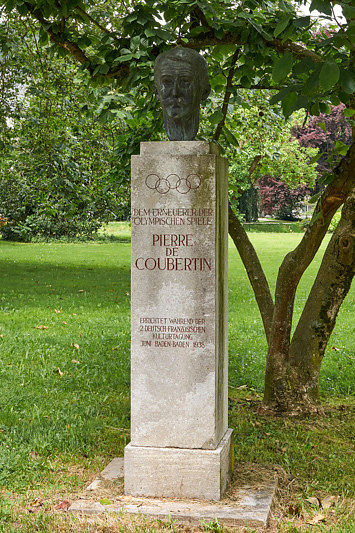 DEM ERNEUERER DER
OLYMPISCHEN SPIELE
PIERRE
DE
COUBERTIN
ERRICHTET WÄHREND DER
2. DEUTSCH-FRANZÖSISCHEN
KULTURTAGUNG
JUNI BADEN-BADEN 1938